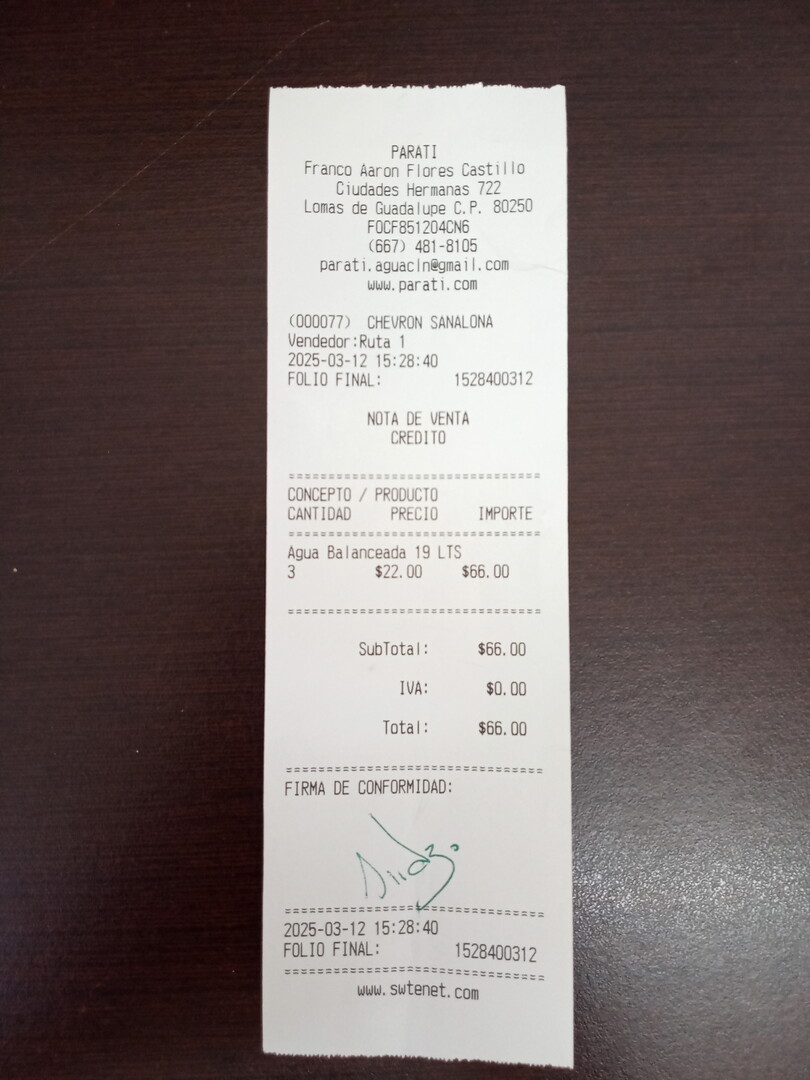 PARATI
Franco Aaron Flores Castillo
Ciudades Hermanas 722
Lomas de Guadalupe C.P. 80250
FOCF851204CN6
(667) 481-8105
parati.aguacln@gmail.com
www.parati.com
(000077) CHEVRON SANALONA
Vendedor:Ruta 1
2025-03-12 15:28:40
FOLIO FINAL: 1528400312
NOTA DE VENTA
CREDITO
===============================
CONCEPTO / PRODUCTO
CANTIDAD PRECIO IMPORTE
===============================
Agua Balanceada 19 LTS
3 $22.00 $66.00
===============================
SubTotal: $66.00
IVA: $0.00
Total: $66.00
===============================
FIRMA DE CONFORMIDAD:
===============================
2025-03-12 15:28:40
FOLIO FINAL: 1528400312
===============================
www.swtenet.com